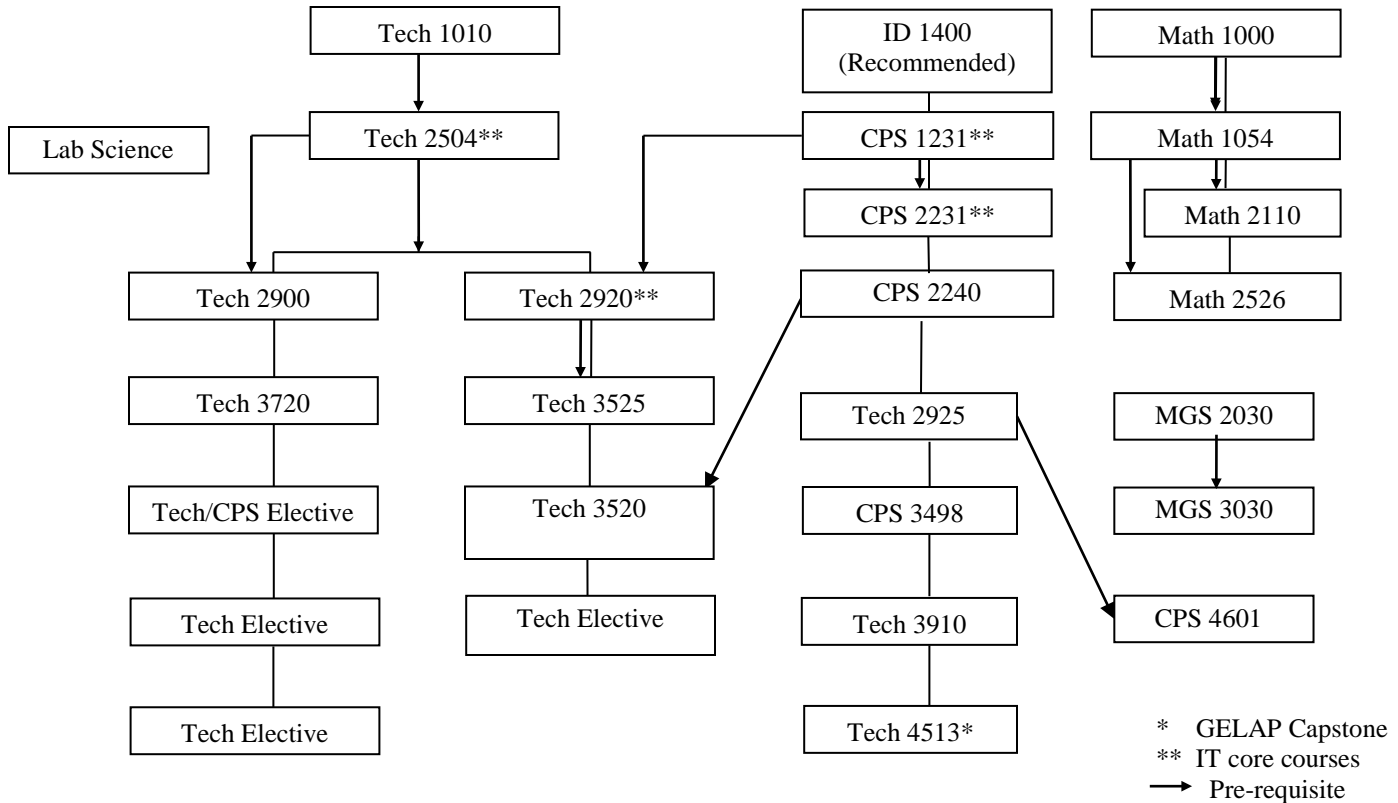 Tech 1010
ID 1400
(Recommended)
Math 1000
Lab Science
Tech 2504**
CPS 1231**
Math 1054
CPS 2231**
Math 2110
Tech 2900
Tech 2920**
CPS 2240
Math 2526
Tech 3720
Tech 3525
Tech 2925
MGS 2030
Tech/CPS Elective
Tech 3520
CPS 3498
MGS 3030
Tech Elective
Tech Elective
Tech 3910
CPS 4601
Tech Elective
Tech 4513*
* GELAP Capstone
** IT core courses
Pre-requisite